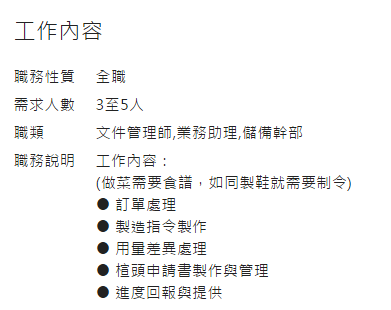 工作內容
職務性質 全職
需求人數 3至5人
職類 文件管理師,業務助理,儲備幹部
職務說明 工作內容：
(做菜需要食譜，如同製鞋就需要制令)
● 訂單處理
● 製造指令製作
● 用量差異處理
● 楦頭申請書製作與管理
● 進度回報與提供